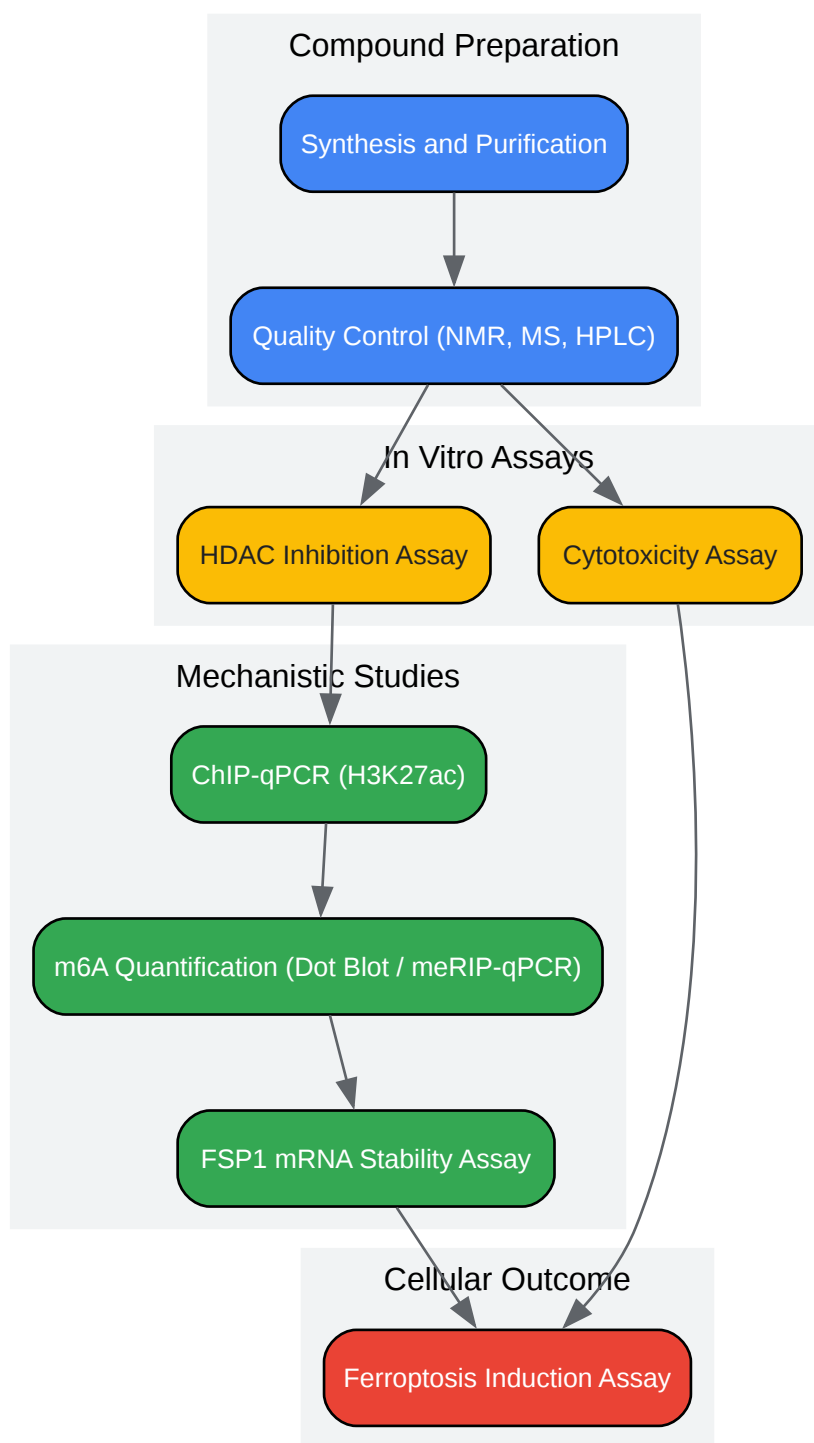 Compound Preparation
Synthesis and Purification
Quality Control (NMR, MS, HPLC)
In Vitro Assays
HDAC Inhibition Assay
Cytotoxicity Assay
Mechanistic Studies
ChIP-qPCR (H3K27ac)
m6A Quantification (Dot Blot / meRIP-qPCR)
FSP1 mRNA Stability Assay
Cellular Outcome
Ferroptosis Induction Assay